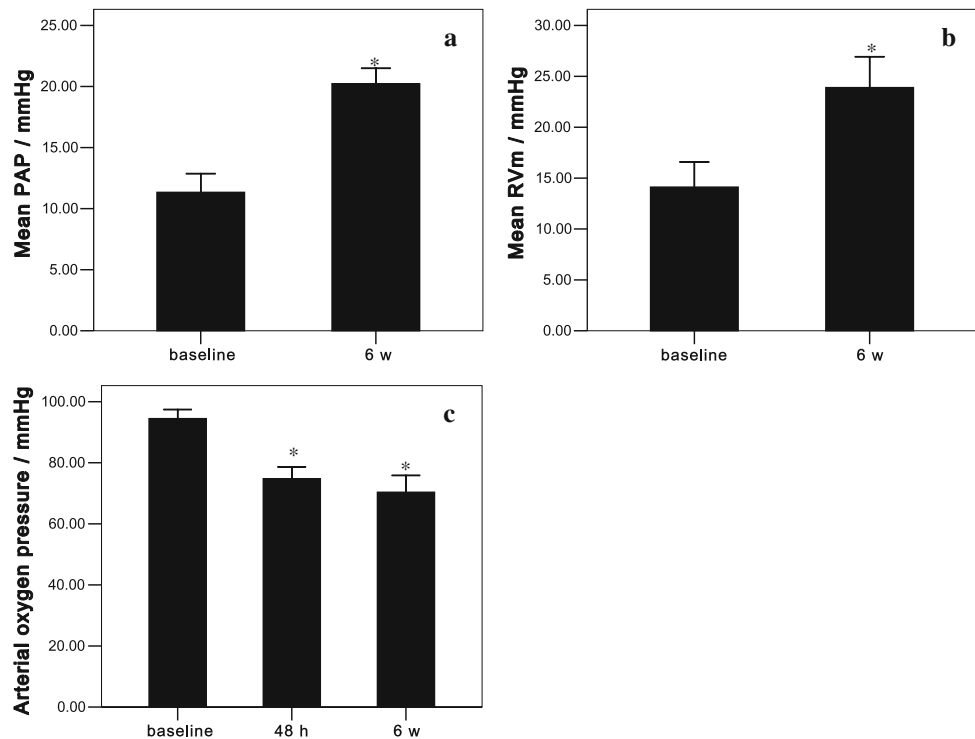 a
Mean PAP / mmHg
25.00
20.00
15.00
10.00
5.00
0.00
*
baseline
6 w
b
Mean RVm / mmHg
30.00
25.00
20.00
15.00
10.00
5.00
0.00
*
baseline
6 w
c
Arterial oxygen pressure / mmHg
100.00
80.00
60.00
40.00
20.00
0.00
*
*
baseline
48 h
6 w